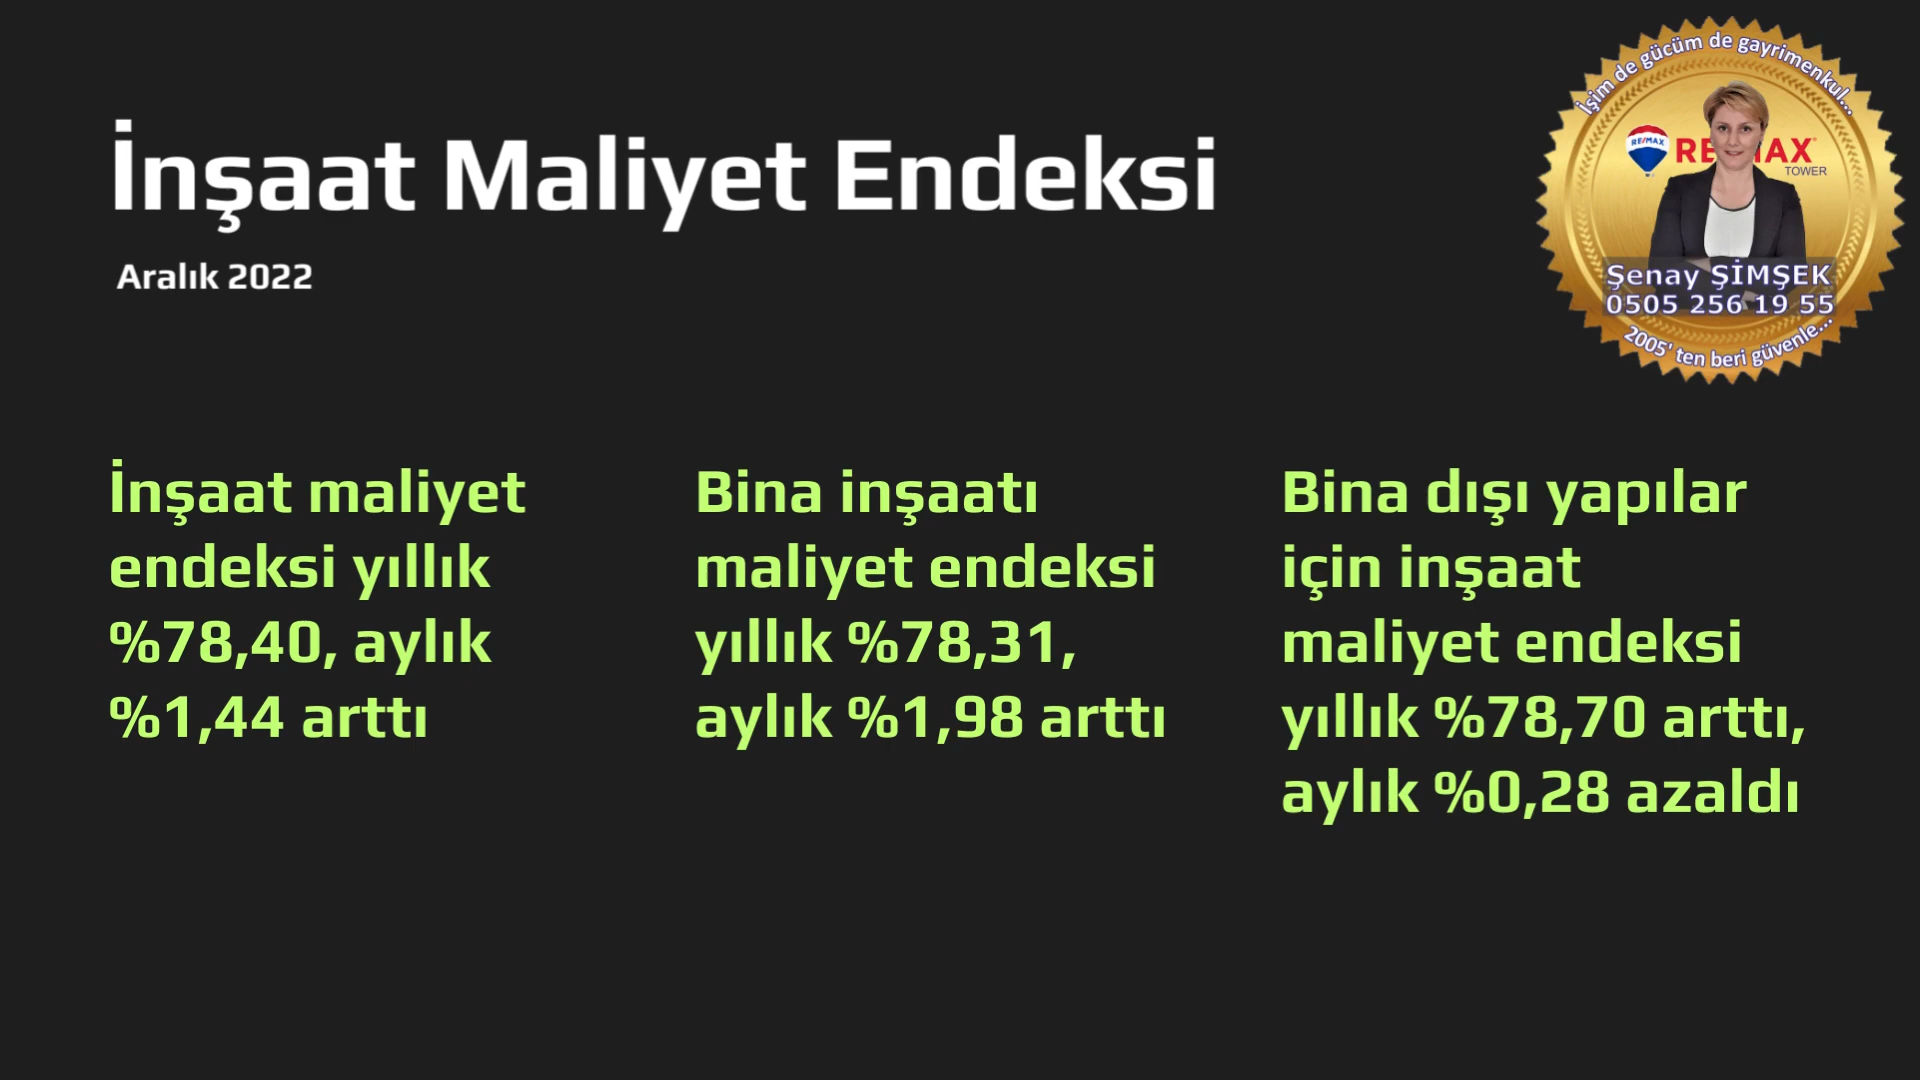 İnşaat Maliyet Endeksi
Aralık 2022
İşim de gücüm de gayrimenkul...
RE/MAX
TOWER
Şenay ŞİMŞEK
0505 256 19 55
2005' ten beri güvenle...
İnşaat maliyet
endeksi yıllık
%78,40, aylık
%1,44 arttı
Bina inşaatı
maliyet endeksi
yıllık %78,31,
aylık %1,98 arttı
Bina dışı yapılar
için inşaat
maliyet endeksi
yıllık %78,70 arttı,
aylık %0,28 azaldı